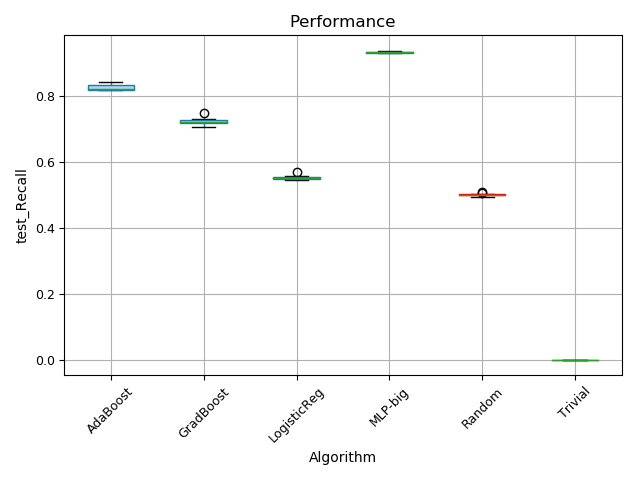 Performance
test_Recall
0.8
0.6
0.4
0.2
0.0
AdaBoost
GradBoost
LogisticReg
MLP-big
Random
Trivial
Algorithm